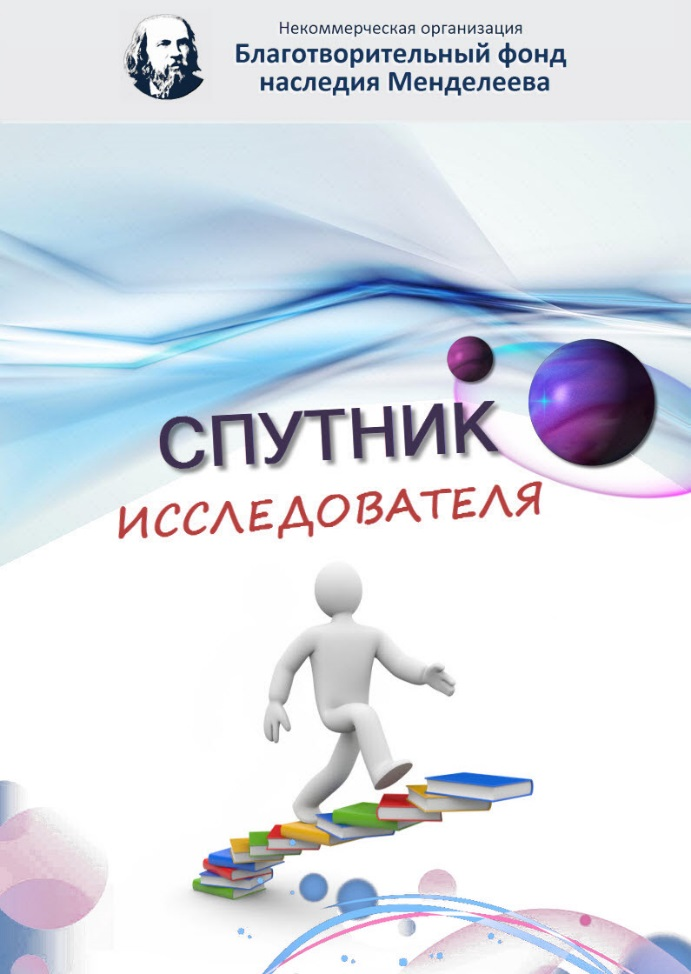 Некоммерческая организация
Благотворительный фонд
наследия Менделеева
СПУТНИК
ИССЛЕДОВАТЕЛЯ